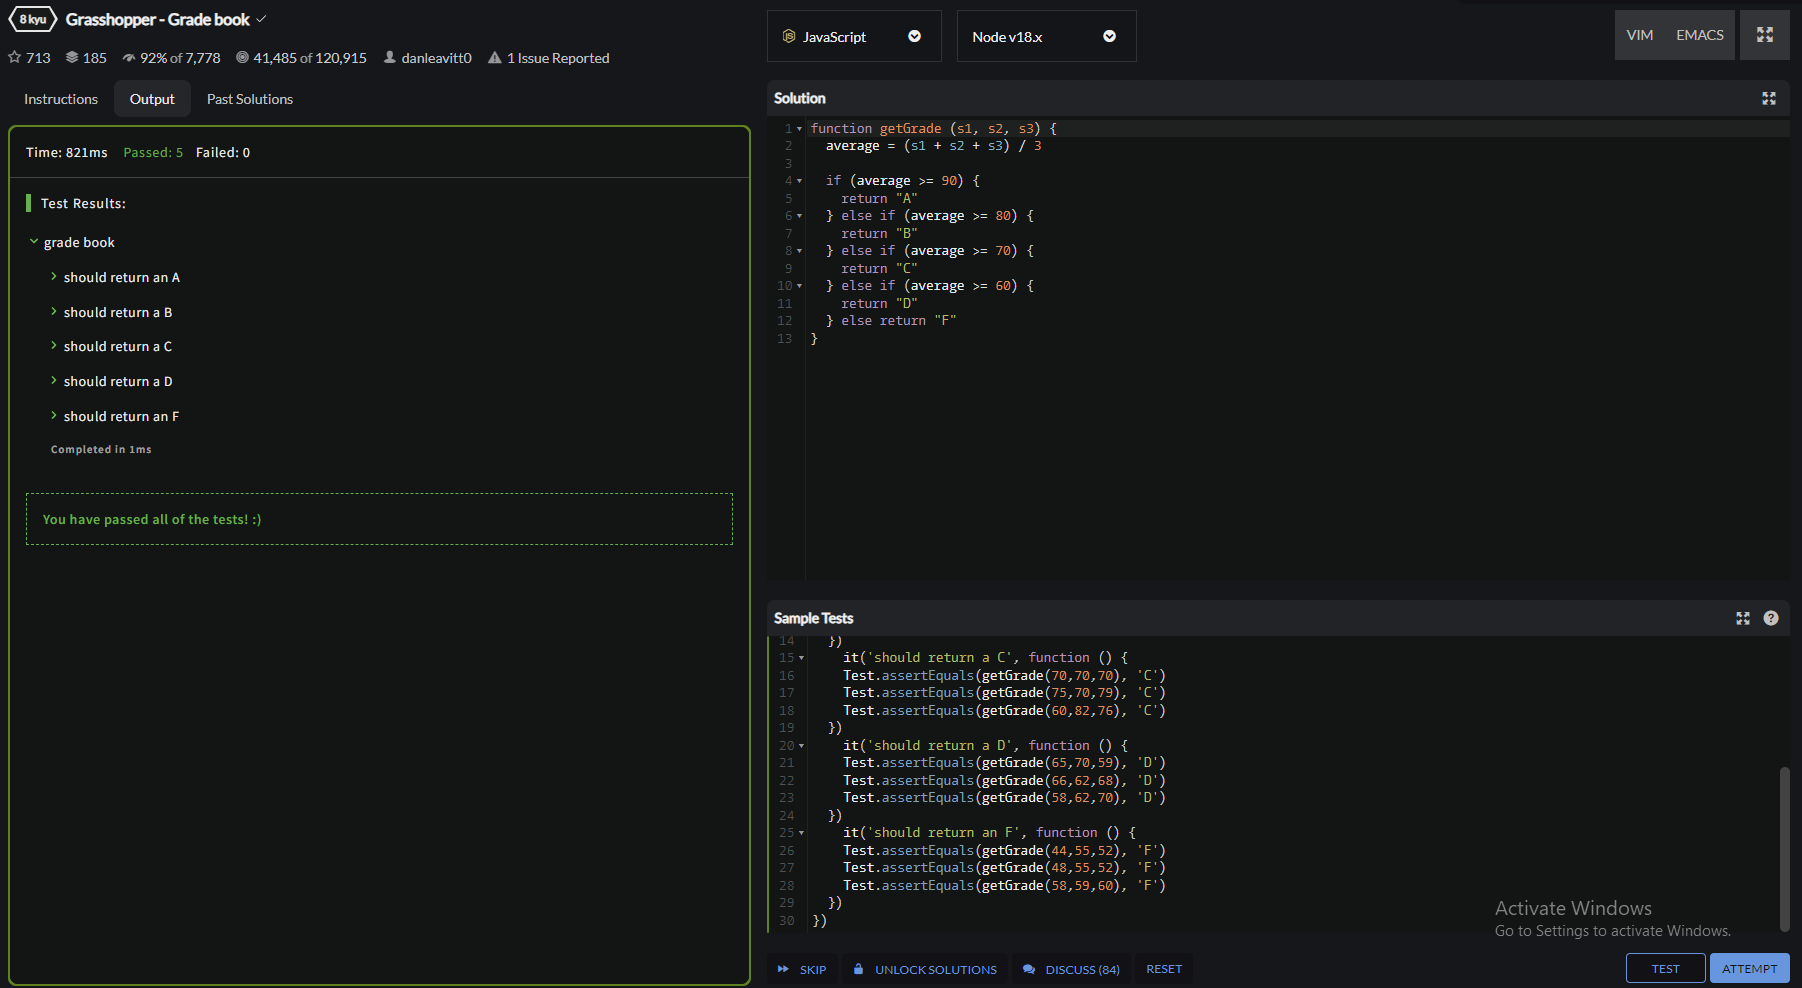 8 kyu Grasshopper - Grade book
713 185 92% of 7,778 41,485 of 120,915 danleavitt0 1 Issue Reported
Instructions Output Past Solutions
Time: 821ms Passed: 5 Failed: 0
Test Results:
grade book
should return an A
should return a B
should return a C
should return a D
should return an F
Completed in 1ms
You have passed all of the tests! :)
JS JavaScript Node v18.x VIM EMACS
Solution
1 function getGrade (s1, s2, s3) {
2   average = (s1 + s2 + s3) / 3
3
4   if (average >= 90) {
5     return "A"
6   } else if (average >= 80) {
7     return "B"
8   } else if (average >= 70) {
9     return "C"
10   } else if (average >= 60) {
11     return "D"
12   } else return "F"
13 }
Sample Tests
14   })
15     it('should return a C', function () {
16     Test.assertEquals(getGrade(70,70,70), 'C')
17     Test.assertEquals(getGrade(75,70,79), 'C')
18     Test.assertEquals(getGrade(60,82,76), 'C')
19   })
20     it('should return a D', function () {
21     Test.assertEquals(getGrade(65,70,59), 'D')
22     Test.assertEquals(getGrade(66,62,68), 'D')
23     Test.assertEquals(getGrade(58,62,70), 'D')
24   })
25     it('should return an F', function () {
26     Test.assertEquals(getGrade(44,55,52), 'F')
27     Test.assertEquals(getGrade(48,55,52), 'F')
28     Test.assertEquals(getGrade(58,59,60), 'F')
29   })
30 })
Activate Windows
Go to Settings to activate Windows.
SKIP UNLOCK SOLUTIONS DISCUSS (84) RESET TEST ATTEMPT